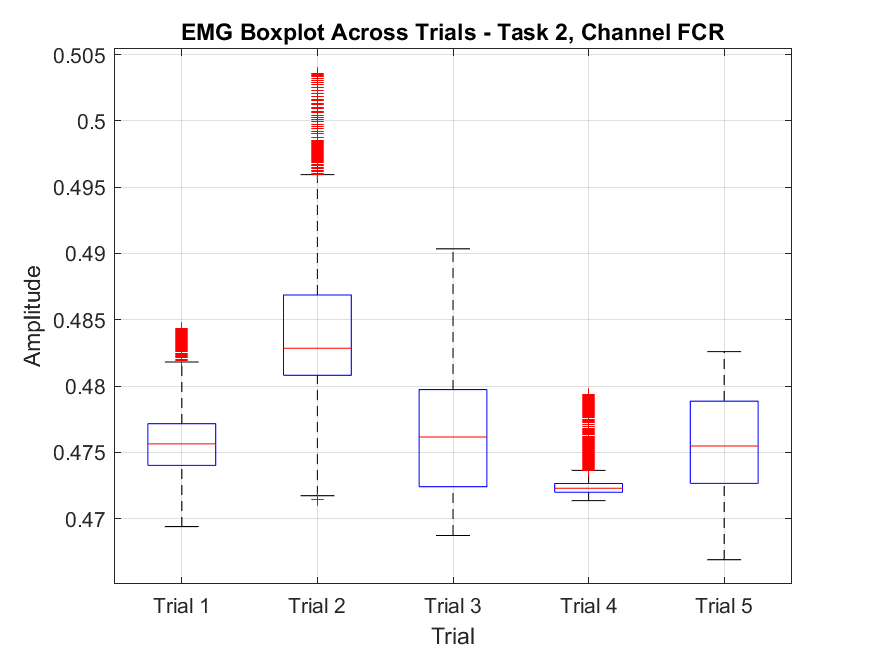 EMG Boxplot Across Trials - Task 2, Channel FCR
0.505
0.5
0.495
0.49
0.485
0.48
0.475
0.47
Amplitude
Trial 1 Trial 2 Trial 3 Trial 4 Trial 5
Trial